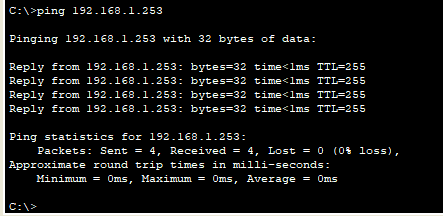 C:\>ping 192.168.1.253
Pinging 192.168.1.253 with 32 bytes of data:
Reply from 192.168.1.253: bytes=32 time<1ms TTL=255
Reply from 192.168.1.253: bytes=32 time<1ms TTL=255
Reply from 192.168.1.253: bytes=32 time<1ms TTL=255
Reply from 192.168.1.253: bytes=32 time<1ms TTL=255
Ping statistics for 192.168.1.253:
Packets: Sent = 4, Received = 4, Lost = 0 (0% loss),
Approximate round trip times in milli-seconds:
Minimum = 0ms, Maximum = 0ms, Average = 0ms
C:\>